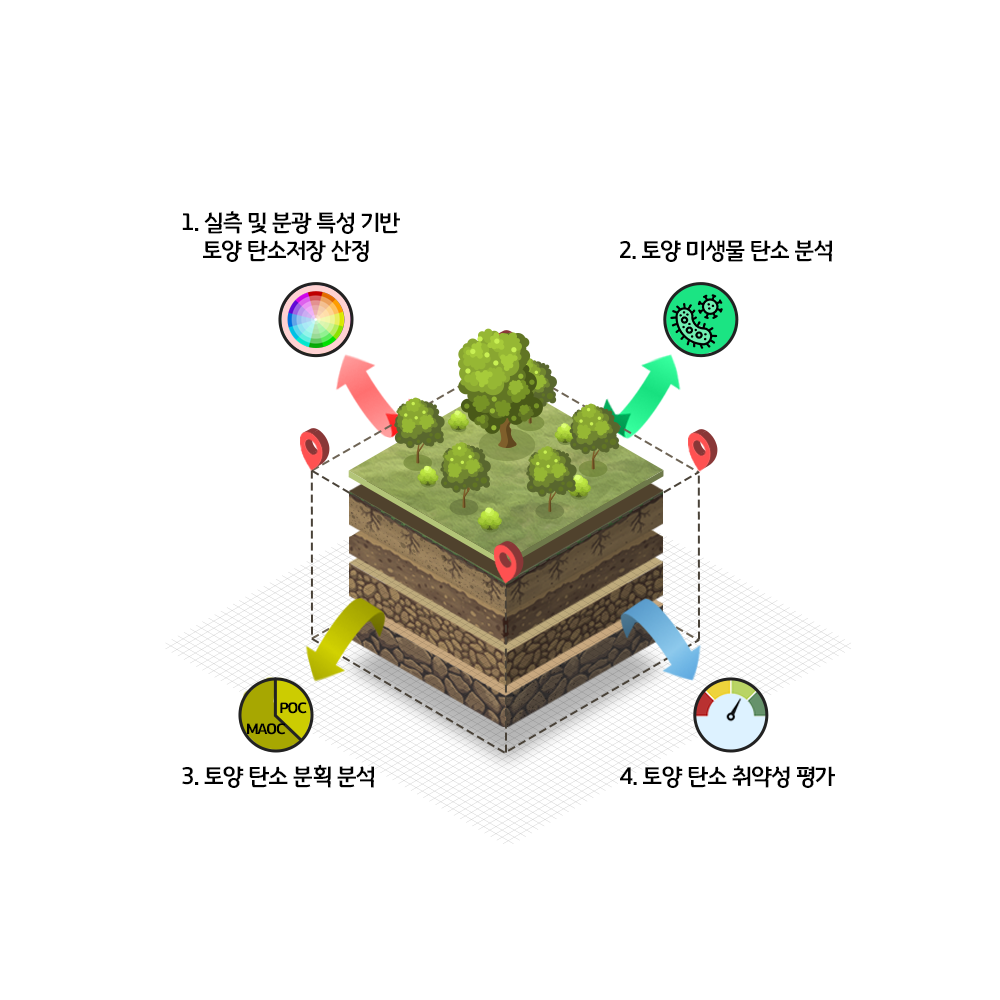 1. 실측 및 분광 특성 기반
토양 탄소저장 산정
2. 토양 미생물 탄소 분석
POC
MAOC
3. 토양 탄소 분획 분석
4. 토양 탄소 취약성 평가